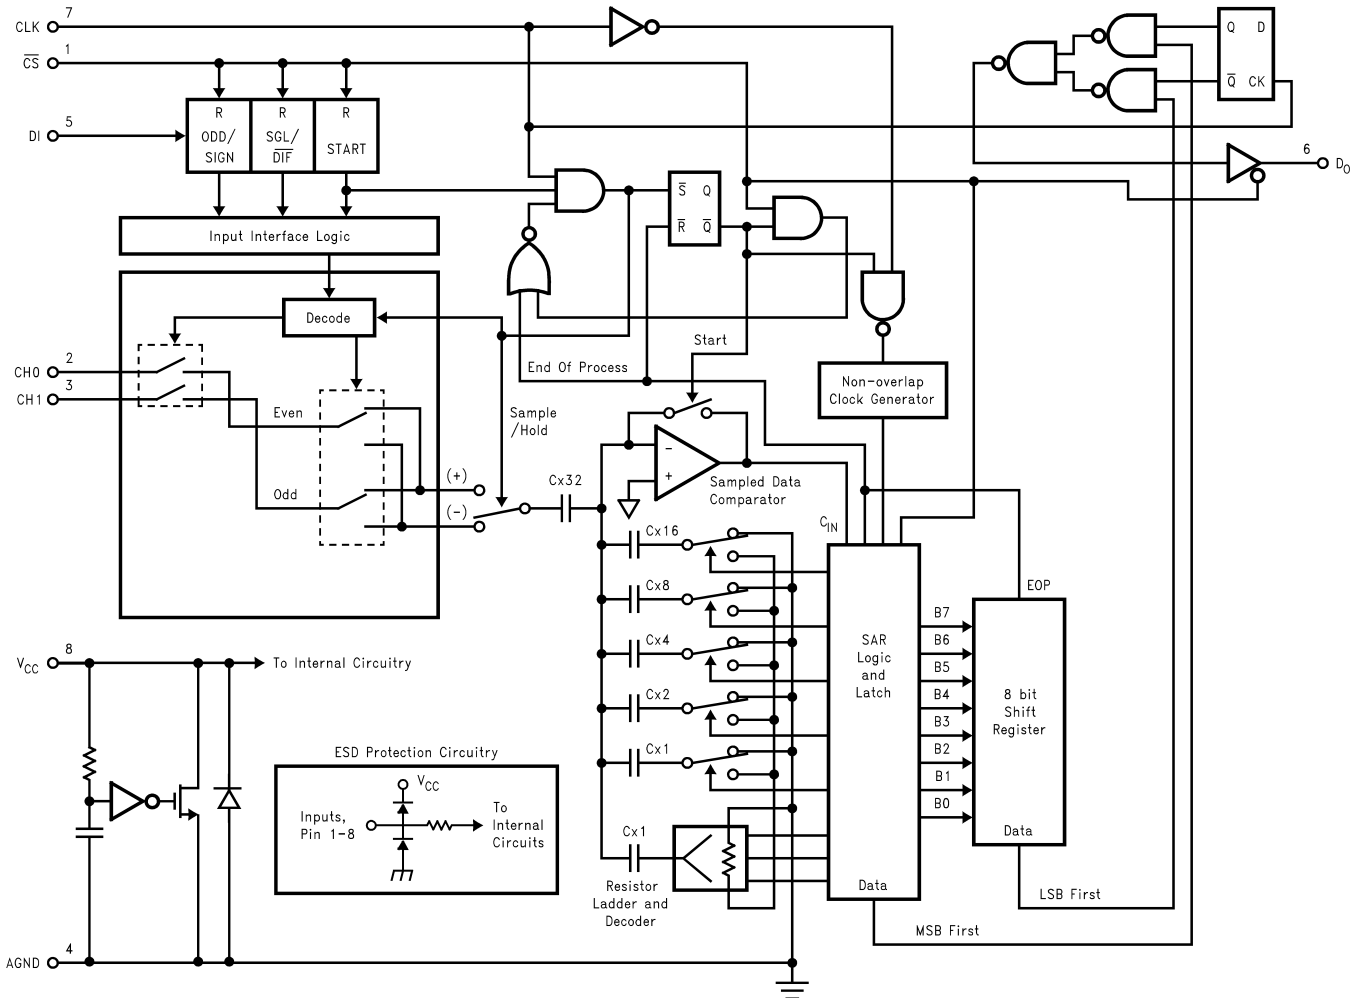 CLK 7
CS 1
DI 5
R R R
ODD/ SIGN
SGL/ DIF
START
Input Interface Logic
Decode
CH0 2
CH1 3
Even
Odd
(+)
(-)
Sample /Hold
End Of Process
Start
S Q
R Q
Q D
Q CK
6 DO
Non-overlap
Clock Generator
Cx32
-
+
Sampled Data
Comparator
CIN
Cx16
Cx8
Cx4
Cx2
Cx1
Cx1
Resistor
Ladder and
Decoder
SAR
Logic
and
Latch
Data
B7
B6
B5
B4
B3
B2
B1
B0
EOP
8 bit
Shift
Register
Data
LSB First
MSB First
VCC 8
To Internal Circuitry
ESD Protection Circuitry
VCC
Inputs,
Pin 1-8
To
Internal
Circuits
AGND 4